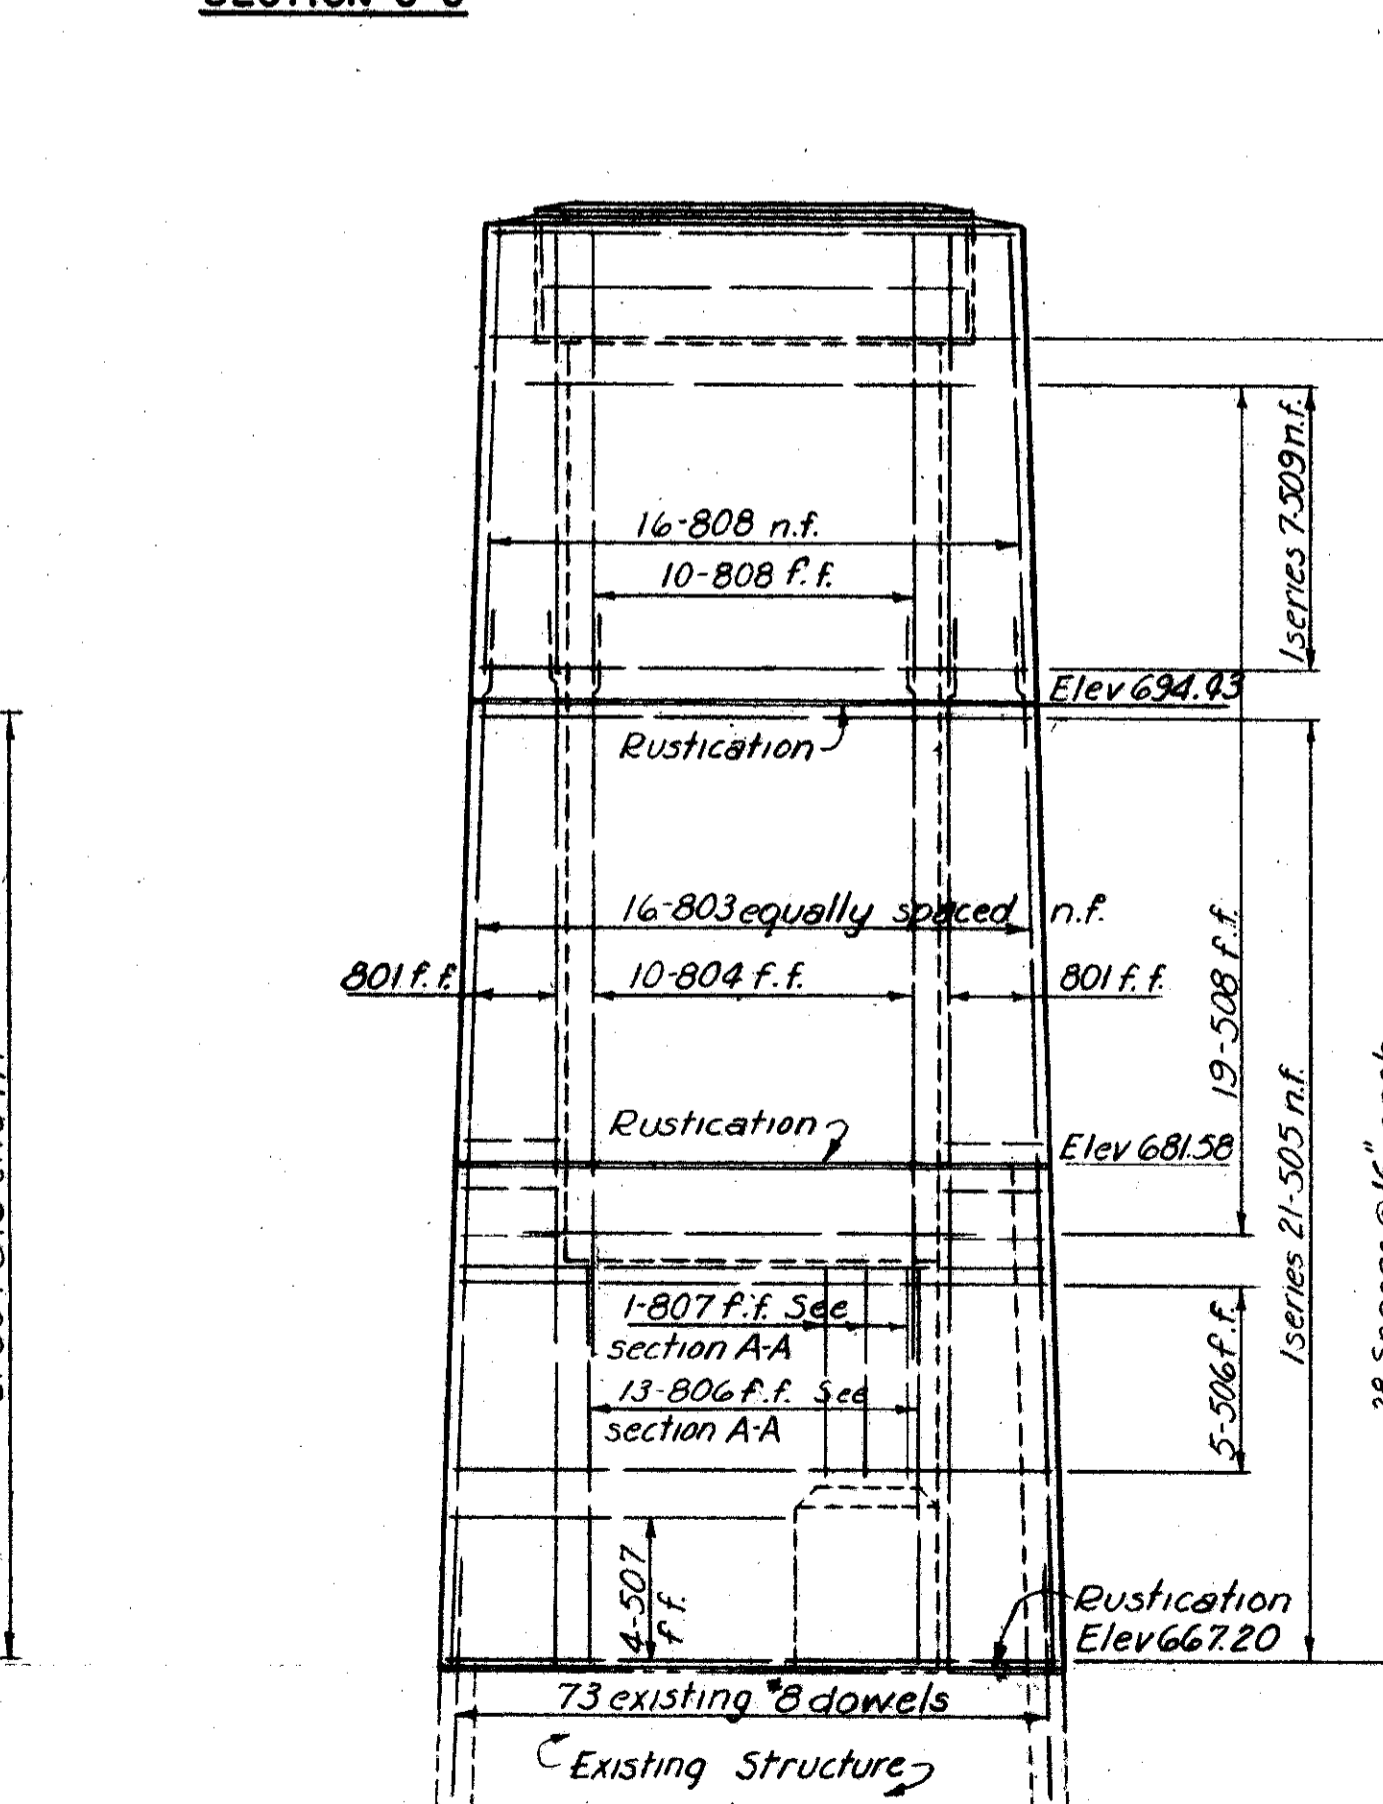 SECTION
1series 7-509n.f.
16-808 n.f.
10-808 f.f.
Elev 694.43
Rustication
16-803 equally spaced n.f.
801 f.f.
10-804 f.f.
801 f.f.
19-508 f.f.
1series 21-505 n.f.
Rustication
Elev 681.58
1-807 f.f. See
section A-A
13-806 f.f. See
section A-A
5-506 f.f.
4-507
f.f.
Rustication
Elev 667.20
73 existing #8 dowels
Existing Structure